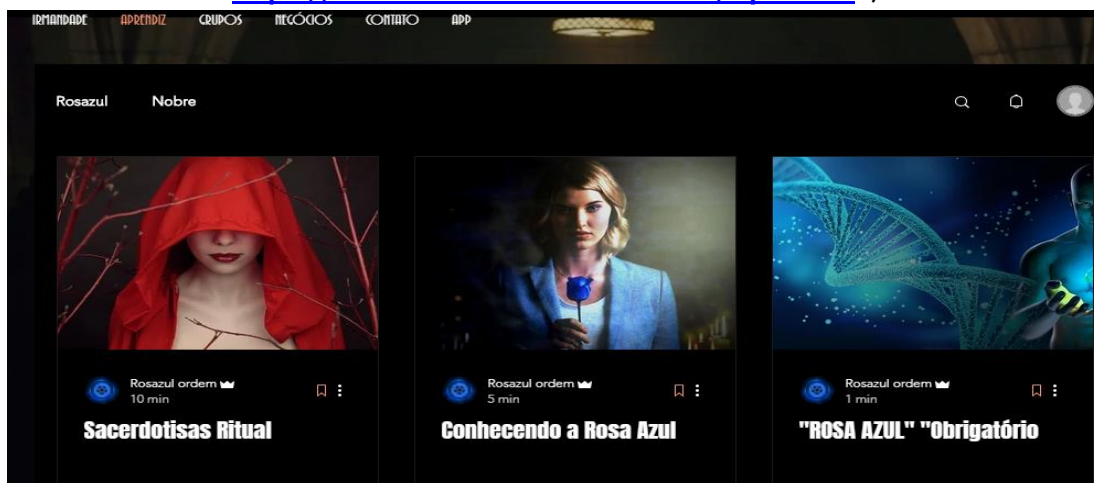 IRMANDADE APRENDIZ GRUPOS NEGÓCIOS CONTATO APP
Rosazul Nobre
Rosazul ordem
10 min
Sacerdotisas Ritual
Rosazul ordem
5 min
Conhecendo a Rosa Azul
Rosazul ordem
1 min
"ROSA AZUL" "Obrigatório